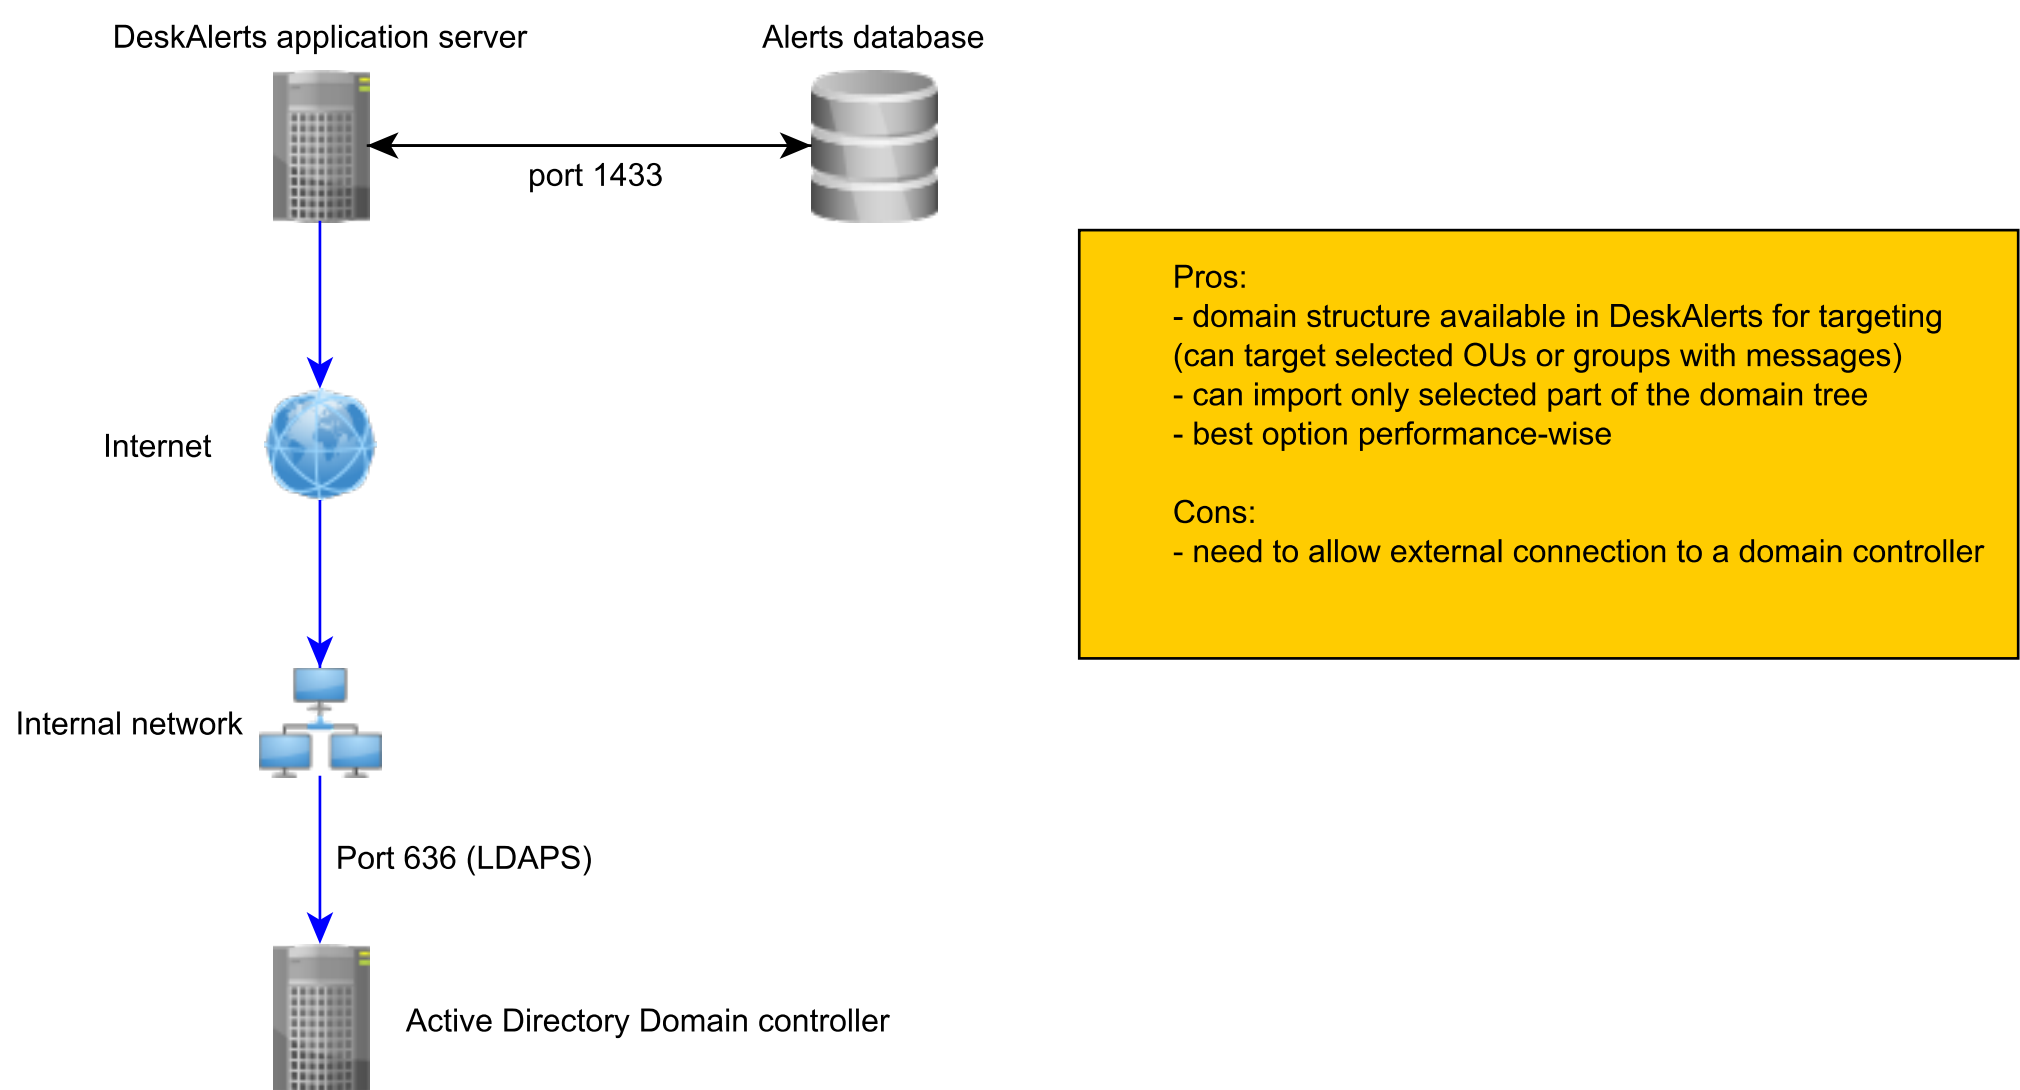 DeskAlerts application server
Alerts database
port 1433
Pros:
- domain structure available in DeskAlerts for targeting
(can target selected OUs or groups with messages)
- can import only selected part of the domain tree
- best option performance-wise
Cons:
- need to allow external connection to a domain controller
Internet
Internal network
Port 636 (LDAPS)
Active Directory Domain controller